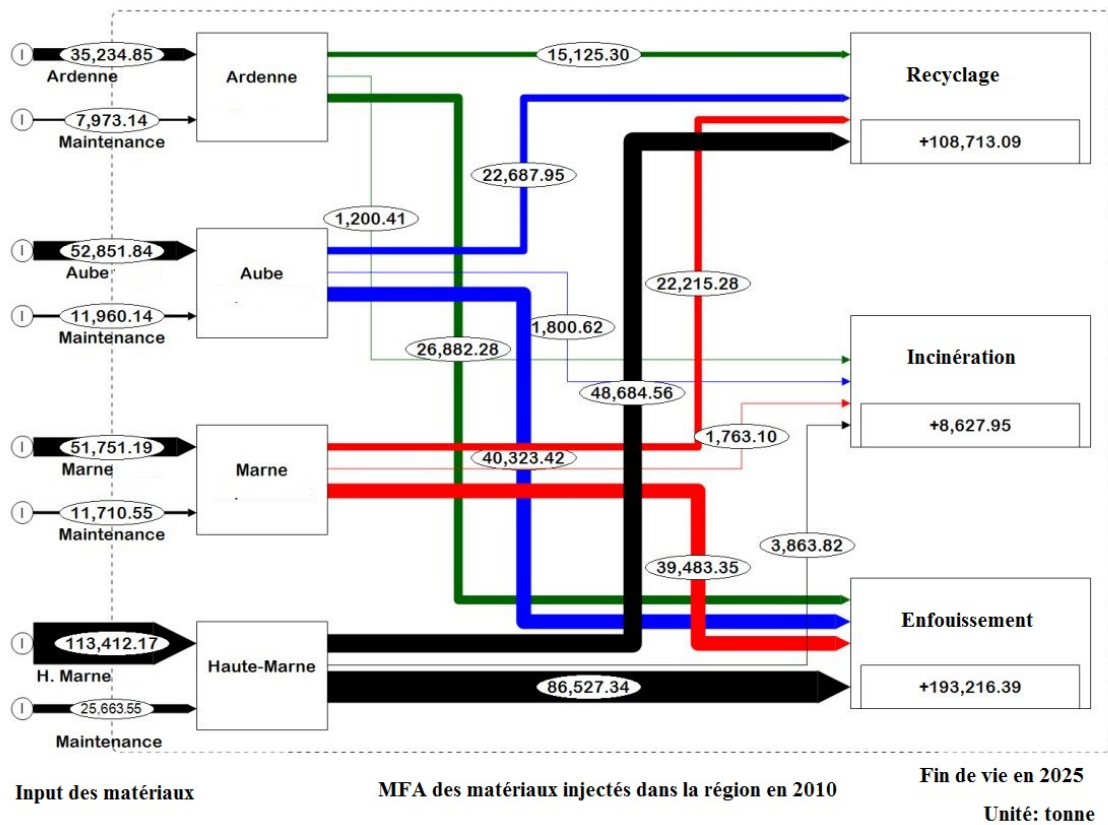 I
35,234.85
Ardenne
I
7,973.14
Maintenance
Ardenne
15,125.30
Recyclage
+108,713.09
22,687.95
1,200.41
I
52,851.84
Aube
I
11,960.14
Maintenance
Aube
22,215.28
1,800.62
26,882.28
Incinération
+8,627.95
48,684.56
1,763.10
I
51,751.19
Marne
I
11,710.55
Maintenance
Marne
40,323.42
3,863.82
39,483.35
Enfouissement
+193,216.39
I
113,412.17
H. Marne
I
25,663.55
Maintenance
Haute-Marne
86,527.34
Input des matériaux
MFA des matériaux injectés dans la région en 2010
Fin de vie en 2025
Unité: tonne